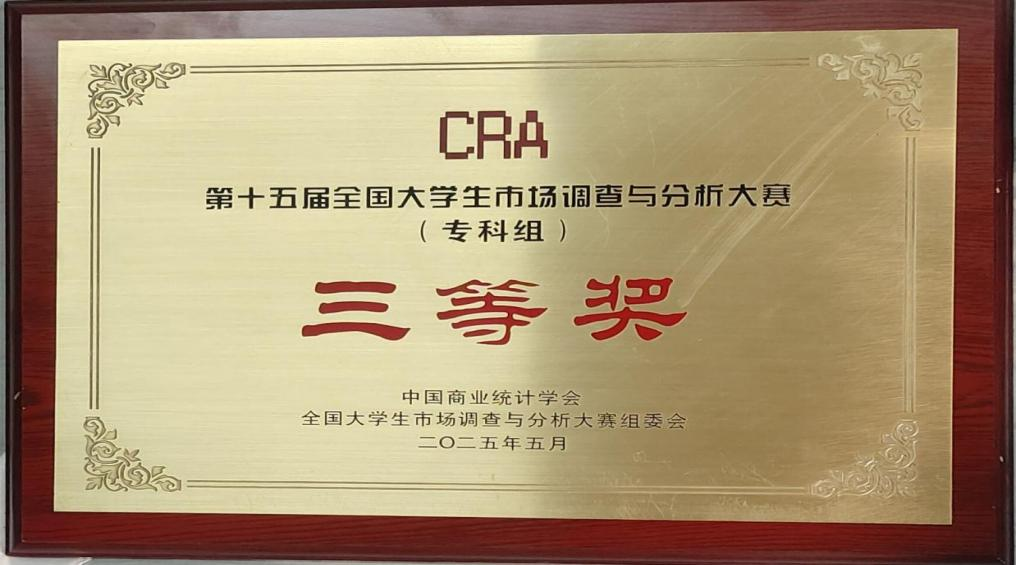 CRA
第十五届全国大学生市场调查与分析大赛
（专科组）
三等奖
中国商业统计学会
全国大学生市场调查与分析大赛组委会
二〇二五年五月